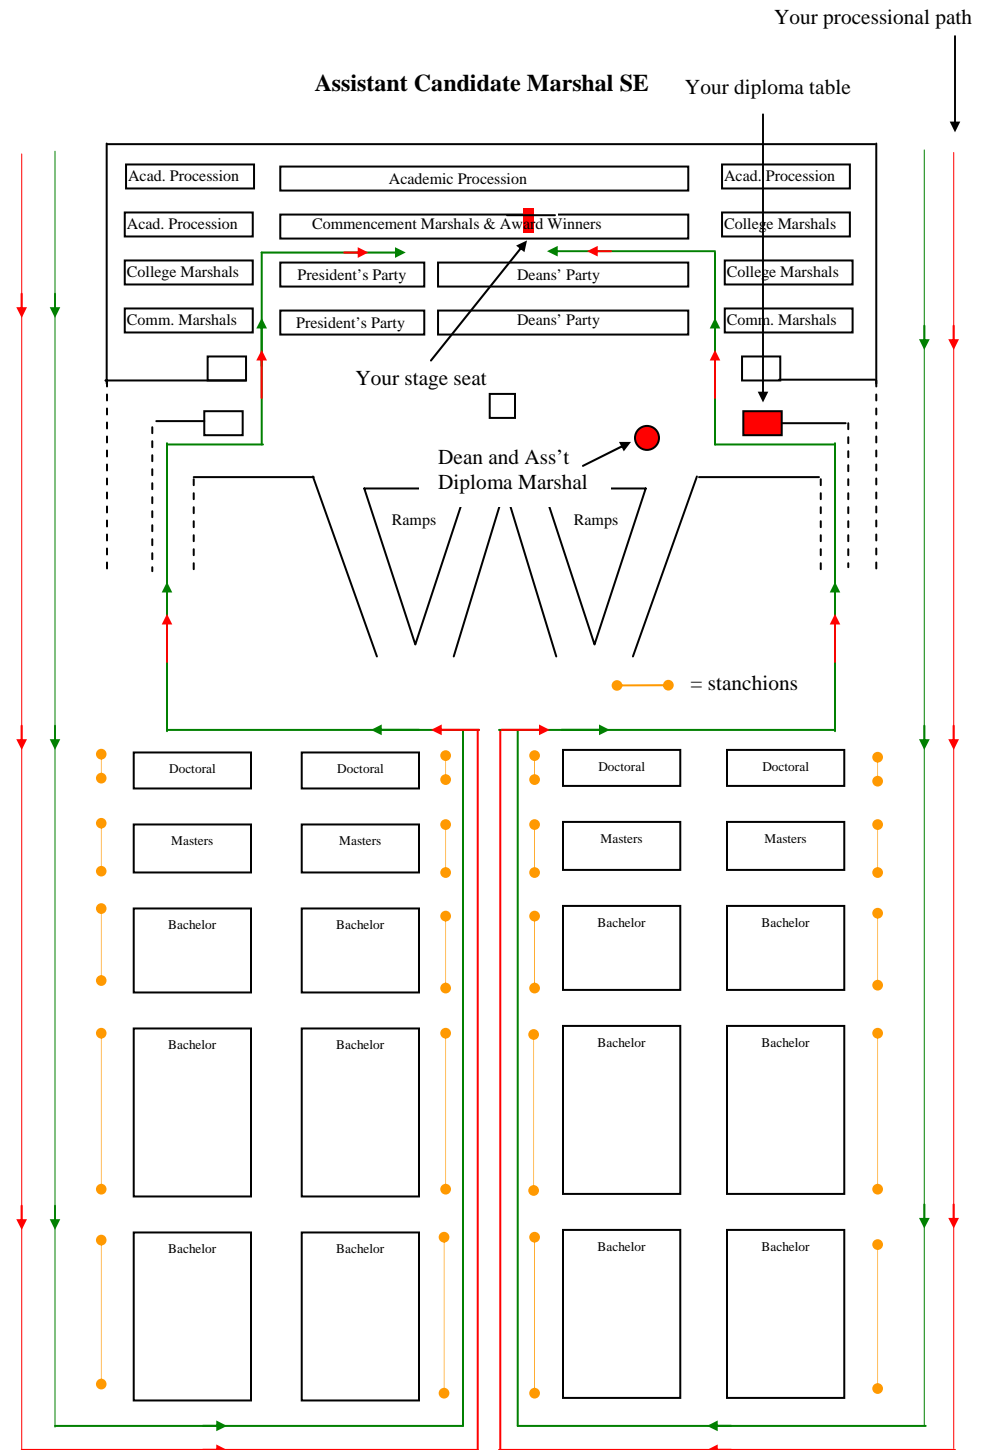 Your processional path
Assistant Candidate Marshal SE
Your diploma table
Acad. Procession
Academic Procession
Acad. Procession
Acad. Procession
Commencement Marshals & Award Winners
College Marshals
College Marshals
President's Party
Deans' Party
College Marshals
Comm. Marshals
President's Party
Deans' Party
Comm. Marshals
Your stage seat
Dean and Ass't
Diploma Marshal
Ramps
Ramps
= stanchions
Doctoral
Doctoral
Doctoral
Doctoral
Masters
Masters
Masters
Masters
Bachelor
Bachelor
Bachelor
Bachelor
Bachelor
Bachelor
Bachelor
Bachelor
Bachelor
Bachelor
Bachelor
Bachelor